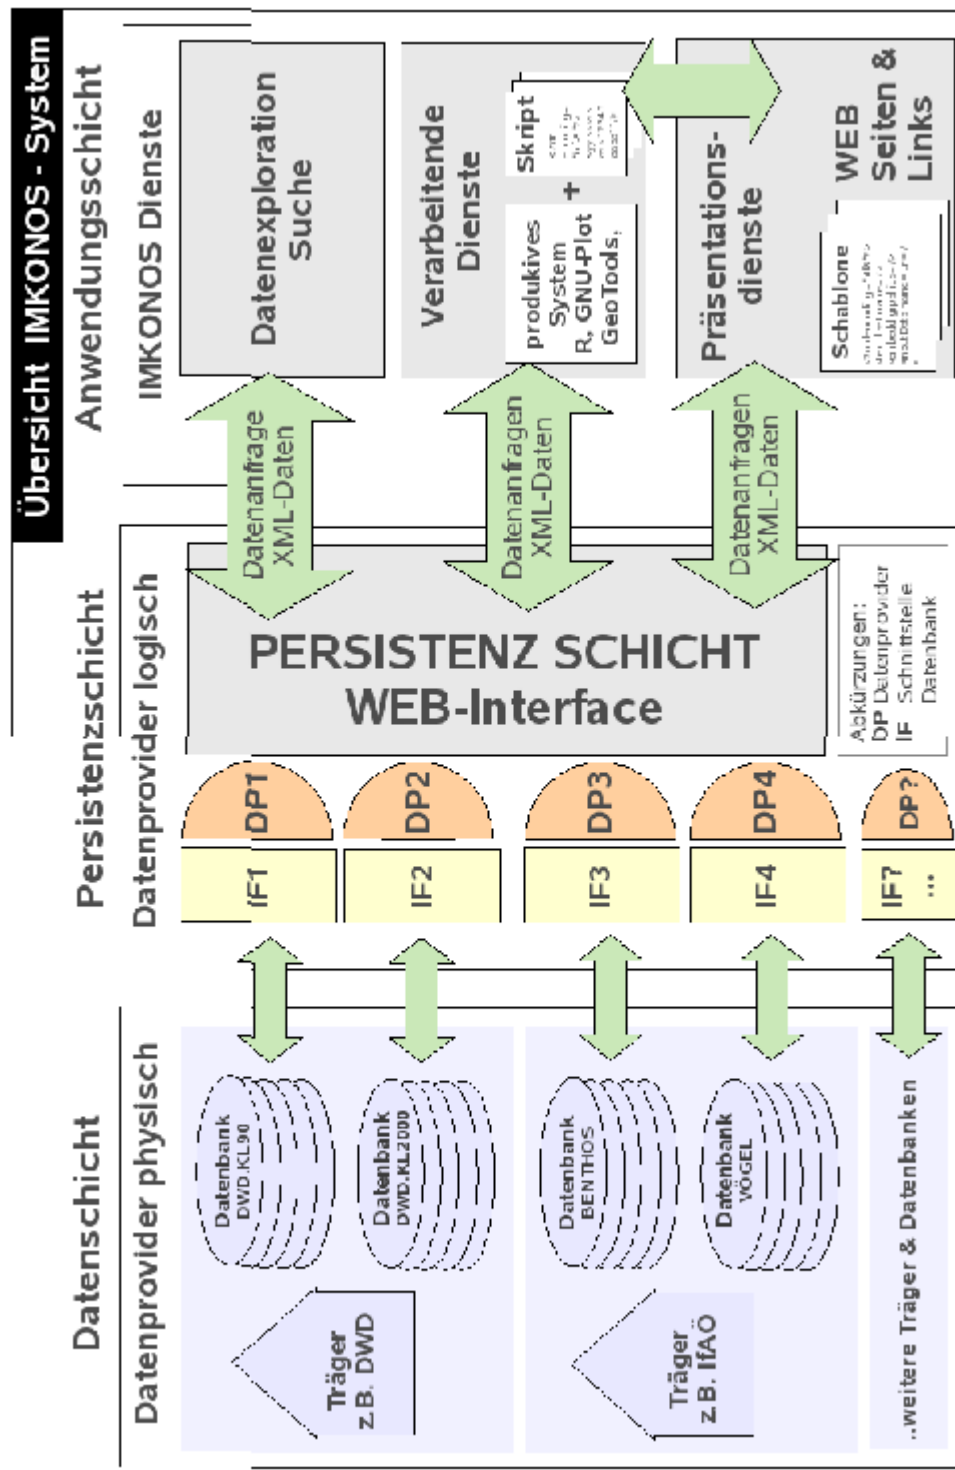 Übersicht IMKONOS - System
Datenschicht
Datenprovider physisch
Träger
z.B. DWD
Datenbank
DWD.KL90
Datenbank
DWD.KL2000
Träger
z.B. IfAÖ
Datenbank
BENTHOS
Datenbank
VÖGEL
..weitere Träger & Datenbanken
Persistenzschicht
Datenprovider logisch
IF1
DP1
IF2
DP2
IF3
DP3
IF4
DP4
IF?
...
DP?
PERSISTENZ SCHICHT
WEB-Interface
Abkürzungen:
DP Datenprovider
IF Schnittstelle
Datenbank
Datenanfrage
XML-Daten
Datenanfragen
XML-Daten
Datenanfragen
XML-Daten
Anwendungsschicht
IMKONOS Dienste
Datenexploration
Suche
Verarbeitende
Dienste
produkives
System
R, GNU-Plot
GeoTools,
+
Skript
Präsentations-
dienste
Schablone
WEB
Seiten &
Links